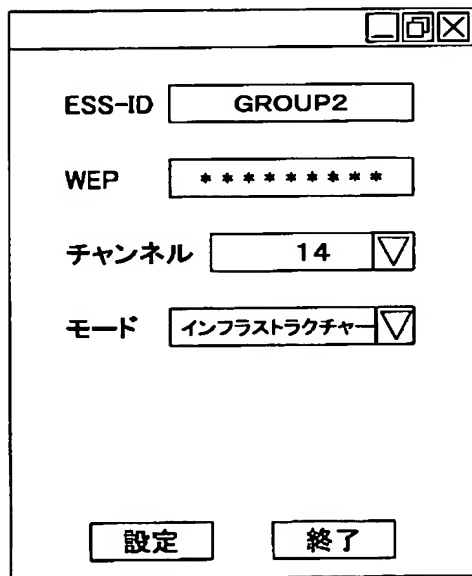 ESS-ID GROUP2
WEP * * * * * * * * *
チャンネル 14
モード インフラストラクチャー
設定 終了